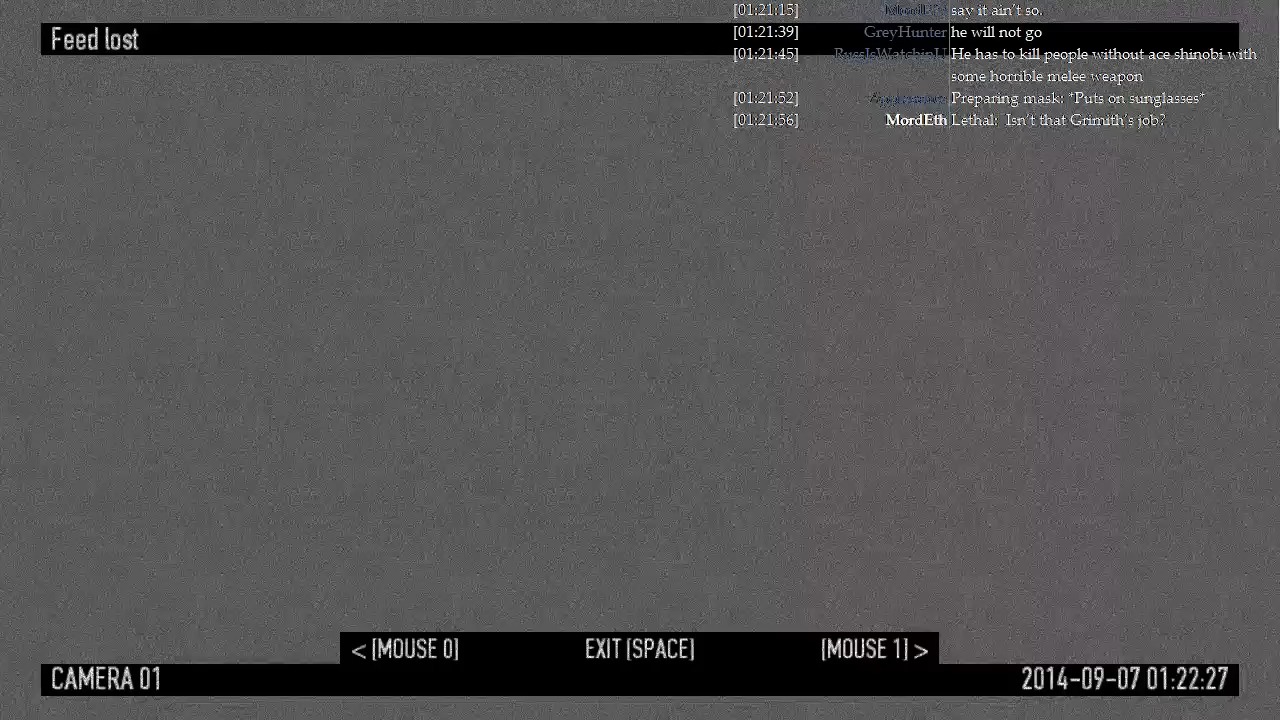 [01:21:15] say it ain't so.
Feed lost
[01:21:39] GreyHunter he will not go
[01:21:45] RussIsWatchinU He has to kill people without ace shinobi with
some horrible melee weapon
[01:21:52] Preparing mask: *Puts on sunglasses*
[01:21:56] MordEth Lethal: Isn't that Grimith's job?
< [MOUSE 0] EXIT [SPACE] [MOUSE 1] >
CAMERA 01 2014-09-07 01:22:27